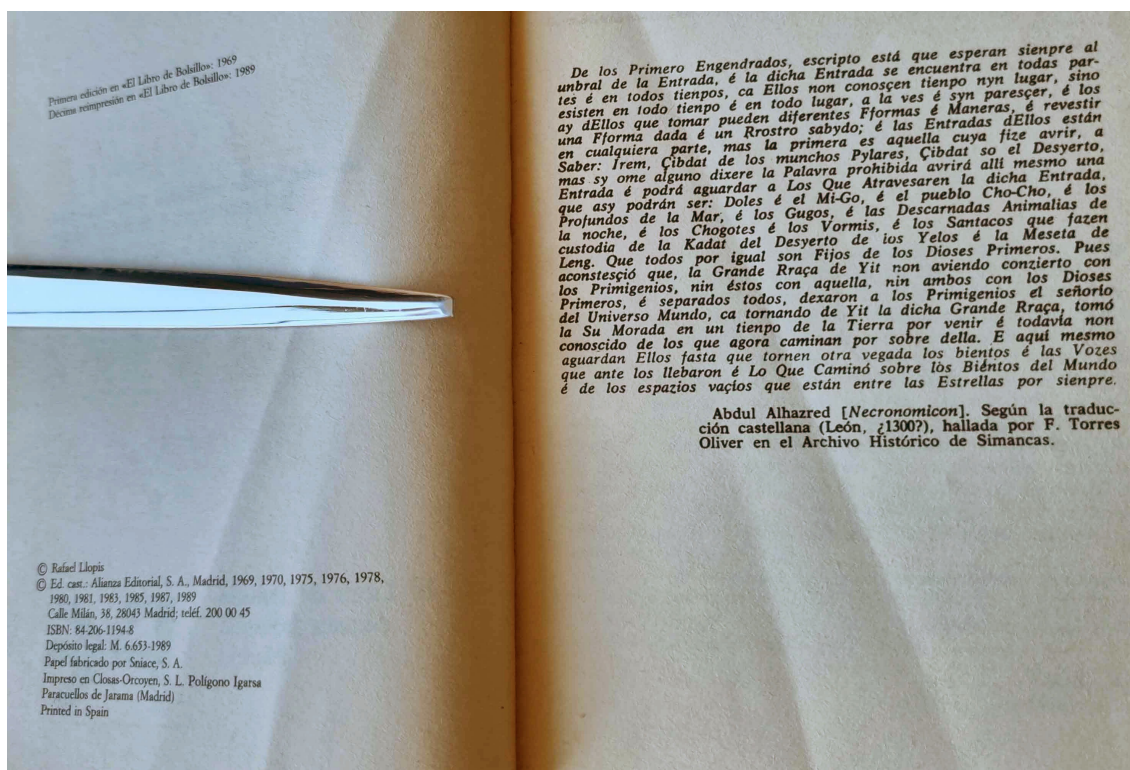 Primera edición en «El Libro de Bolsillo»: 1969
Décima reimpresión en «El Libro de Bolsillo»: 1989
© Rafael Llopis
© Ed. cast.: Alianza Editorial, S. A., Madrid, 1969, 1970, 1975, 1976, 1978,
1980, 1981, 1983, 1985, 1987, 1989
Calle Milán, 38, 28043 Madrid; teléf. 200 00 45
ISBN: 84-206-1194-8
Depósito legal: M. 6.653-1989
Papel fabricado por Sniace, S. A.
Impreso en Closas-Orcoyen, S. L. Polígono Igarsa
Paracuellos de Jarama (Madrid)
Printed in Spain
De los Primero Engendrados, escripto está que esperan sienpre al
unbral de la Entrada, é la dicha Entrada se encuentra en todas par-
tes é en todos tienpos, ca Ellos non conosçen tienpo nyn lugar, sino
esisten en todo tienpo é en todo lugar, a la ves é syn paresçer, é los
ay dEllos que tomar pueden diferentes Fformas é Maneras, é revestir
una Fforma dada é un Rrostro sabydo; é las Entradas dEllos están
en cualquiera parte, mas la primera es aquella cuya fize avrir, a
Saber: Irem, Çibdat de los munchos Pylares, Çibdat so el Desyerto,
mas sy ome alguno dixere la Palavra prohibida avrirá allí mesmo una
Entrada é podrá aguardar a Los Que Atravesaren la dicha Entrada,
que asy podrán ser: Doles é el Mi-Go, é el pueblo Cho-Cho, é los
Profundos de la Mar, é los Gugos, é las Descarnadas Animalias de
la noche, é los Chogotes é los Vormis, é los Santacos que fazen
custodia de la Kadat del Desyerto de los Yelos é la Meseta de
Leng. Que todos por igual son Fijos de los Dioses Primeros. Pues
aconstesçió que, la Grande Rraça de Yit non aviendo conzierto con
los Primigenios, nin éstos con aquella, nin ambos con los Dioses
Primeros, é separados todos, dexaron a los Primigenios el señorío
del Universo Mundo, ca tornando de Yit la dicha Grande Rraça, tomó
la Su Morada en un tienpo de la Tierra por venir é todavía non
conoscido de los que agora caminan por sobre della. E aquí mesmo
aguardan Ellos fasta que tornen otra vegada los bientos é las Vozes
que ante los llebaron é Lo Que Caminó sobre lòs Biéntos del Mundo
é de los espazios vaçios que están entre las Estrellas por sienpre.
Abdul Alhazred [Necronomicon]. Según la traduc-
ción castellana (León, ¿1300?), hallada por F. Torres
Oliver en el Archivo Histórico de Simancas.